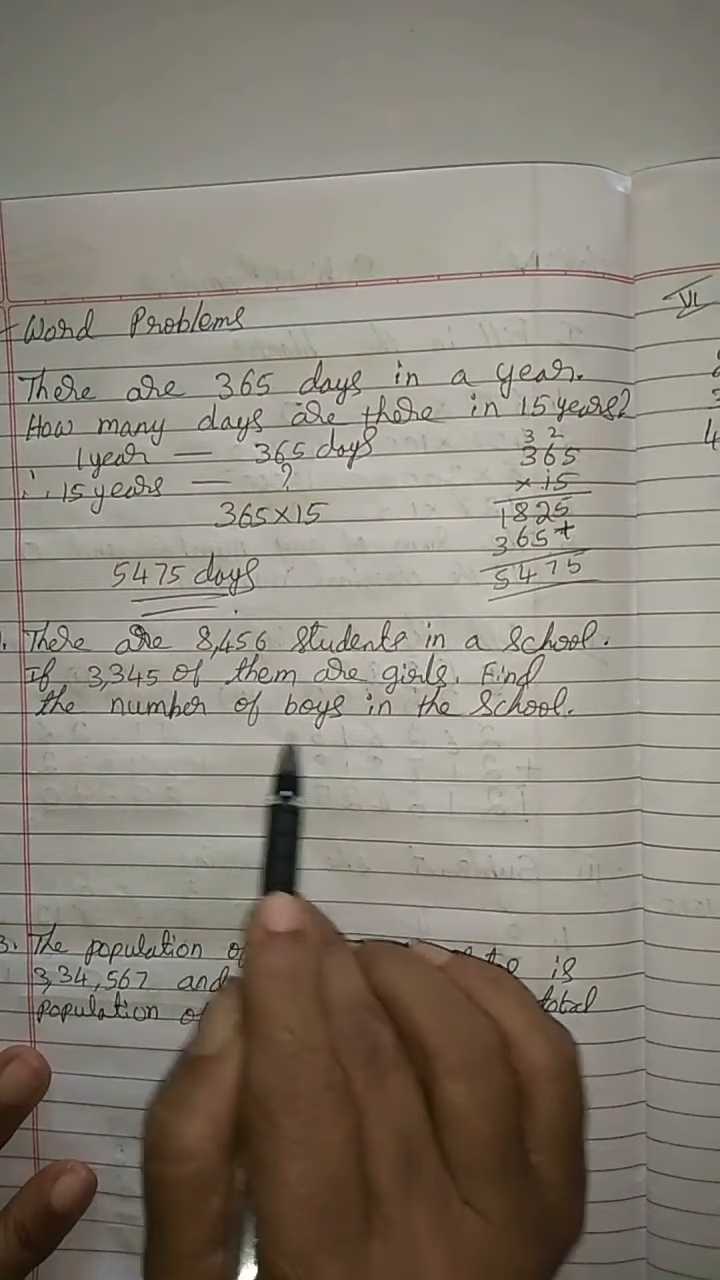 Word Problems
There are 365 days in a year.
How many days are there in 15 years?
1 year — 365 days
∴ 15 years = ?
365×15
5475 days
3 2
365
×15
1825
365+
5475
There are 8,456 students in a school.
If 3,345 of them are girls. Find
the number of boys in the school.
3. The population of is
3,34,567 and total
population of
VI
4